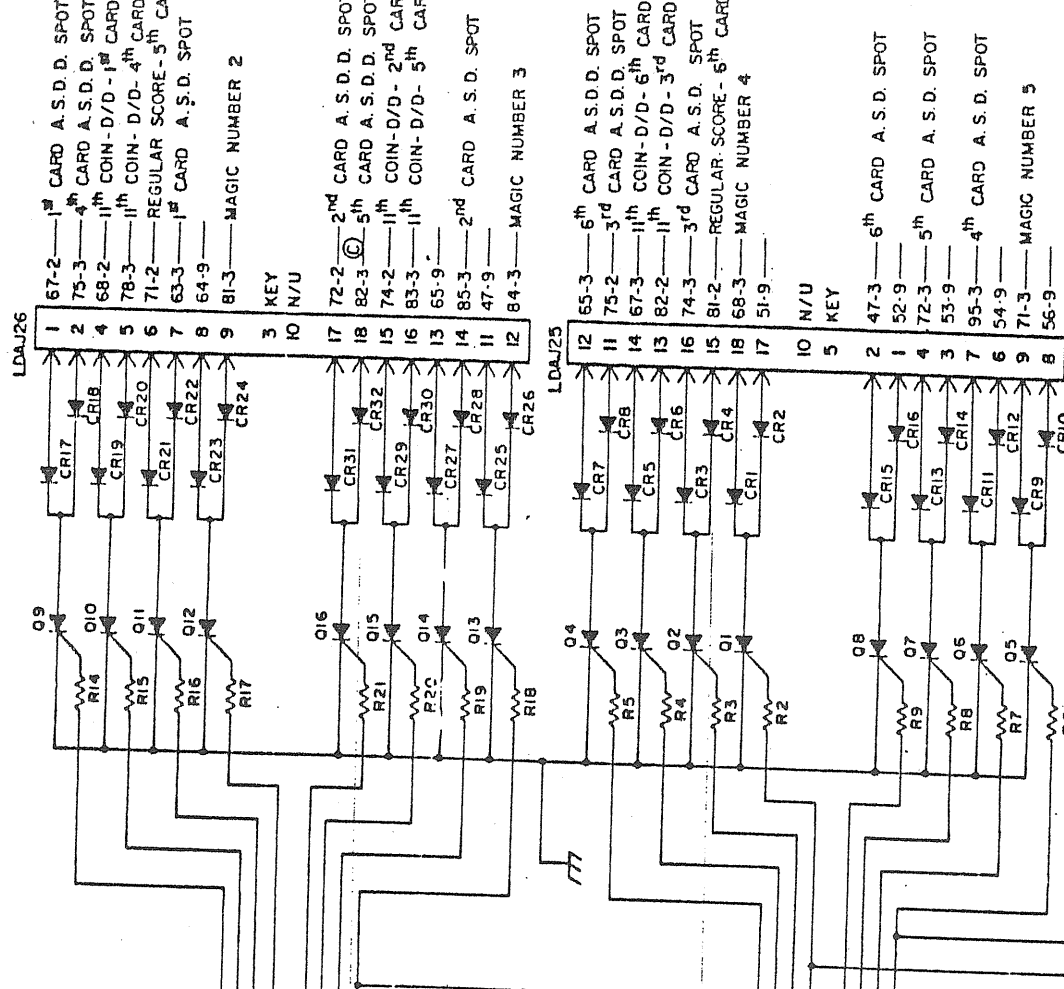 LDAJ26
1 67-2 1st CARD A.S.D.D. SPOT
2 75-3 4th CARD A.S.D.D. SPOT
4 68-2 11th COIN-D/D-1st CARD
5 78-3 11th COIN-D/D-4th CARD
6 71-2 REGULAR SCORE-5th CA
7 63-3 1st CARD A.S.D. SPOT
8 64-9
9 81-3 MAGIC NUMBER 2
3 KEY
10 N/U
17 72-2 2nd CARD A.S.D.D. SPOT
18 82-3 © 5th CARD A.S.D.D. SPOT
15 74-2 11th COIN-D/D-2nd CAR
16 83-3 11th COIN-D/D-5th CAR
13 65-9
14 85-3 2nd CARD A.S.D. SPOT
11 47-9
12 84-3 MAGIC NUMBER 3
CR17
CR18
CR19
CR20
CR21
CR22
CR23
CR24
CR31
CR32
CR29
CR30
CR27
CR28
CR25
CR26
Q9
R14
Q10
R15
Q11
R16
Q12
R17
Q16
R21
Q15
R20
Q14
R19
Q13
R18
LDAJ25
12 65-3 6th CARD A.S.D.D. SPOT
11 75-2 3rd CARD A.S.D.D. SPOT
14 67-3 11th COIN-D/D-6th CARD
13 82-2 11th COIN-D/D-3rd CARD
16 74-3 3rd CARD A.S.D. SPOT
15 81-2 REGULAR SCORE-6th CARD
18 68-3 MAGIC NUMBER 4
17 51-9
10 N/U
5 KEY
2 47-3 6th CARD A.S.D. SPOT
1 52-9
4 72-3 5th CARD A.S.D. SPOT
3 53-9
7 95-3 4th CARD A.S.D. SPOT
6 54-9
9 71-3 MAGIC NUMBER 5
8 56-9
CR7
CR8
CR5
CR6
CR3
CR4
CR1
CR2
CR15
CR16
CR13
CR14
CR11
CR12
CR9
CR10
Q4
R5
Q3
R4
Q2
R3
Q1
R2
Q8
R9
Q7
R8
Q6
R7
Q5